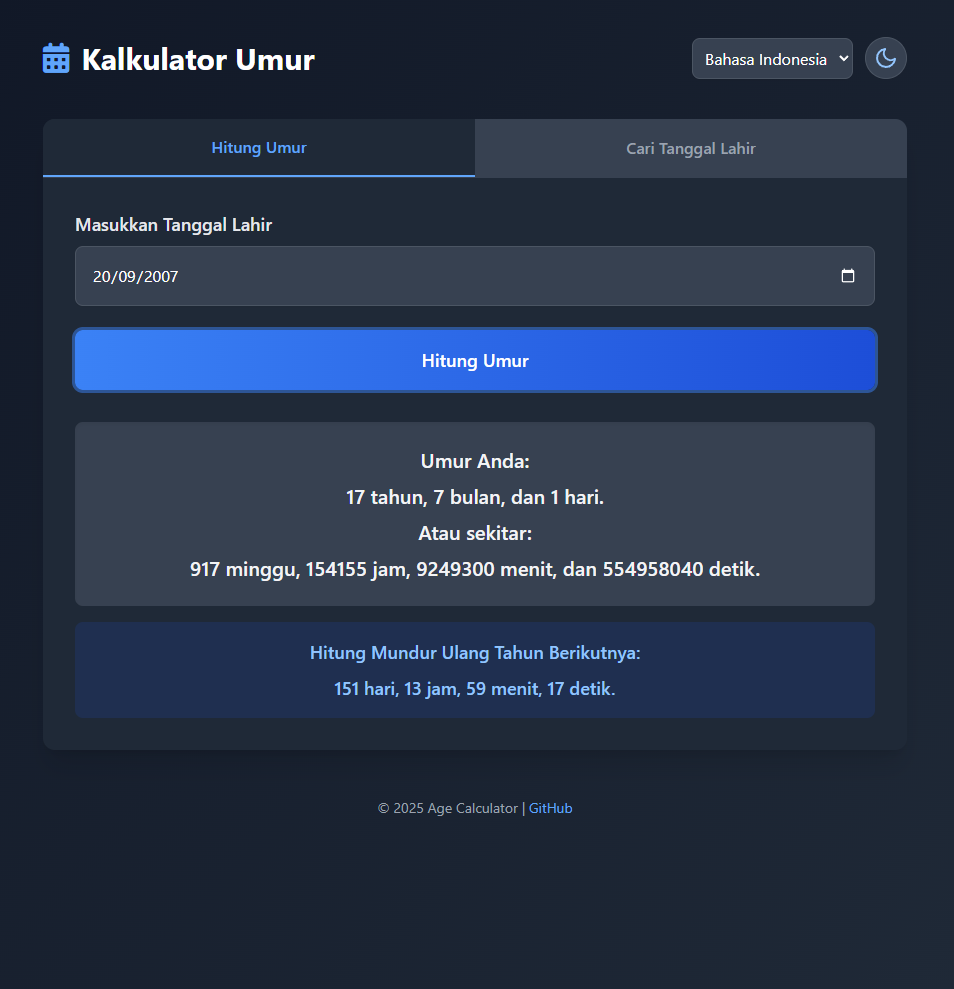 Kalkulator Umur
Bahasa Indonesia
Hitung Umur
Cari Tanggal Lahir
Masukkan Tanggal Lahir
20/09/2007
Hitung Umur
Umur Anda:
17 tahun, 7 bulan, dan 1 hari.
Atau sekitar:
917 minggu, 154155 jam, 9249300 menit, dan 554958040 detik.
Hitung Mundur Ulang Tahun Berikutnya:
151 hari, 13 jam, 59 menit, 17 detik.
© 2025 Age Calculator | GitHub